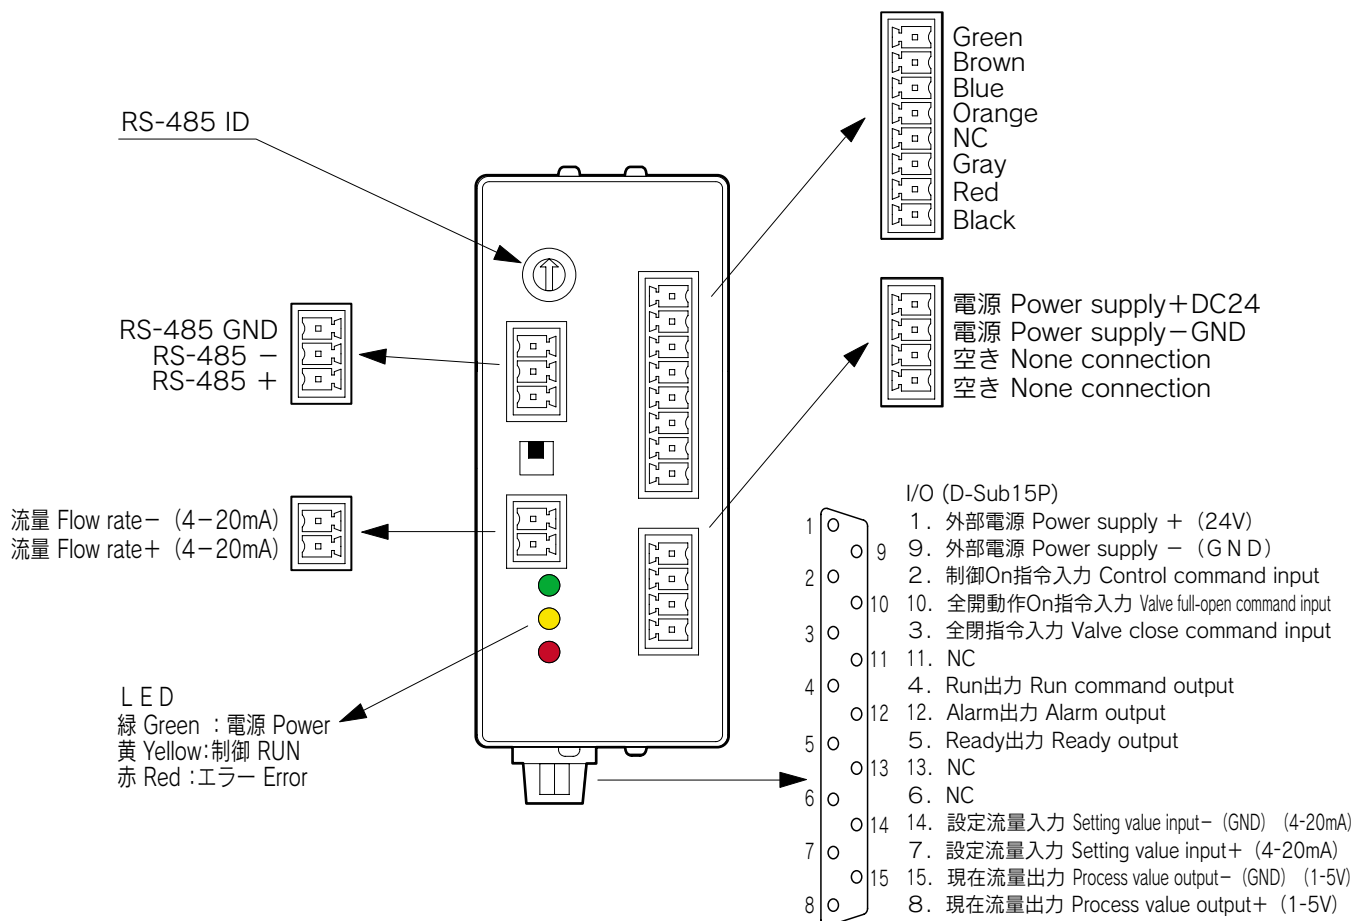 RS-485 ID
RS-485 GND
RS-485 －
RS-485 ＋
流量 Flow rate－（4－20mA）
流量 Flow rate＋（4－20mA）
ＬＥＤ
緑 Green ：電源 Power
黄 Yellow：制御 RUN
赤 Red：エラー Error
Green
Brown
Blue
Orange
NC
Gray
Red
Black
電源 Power supply＋DC24
電源 Power supply－GND
空き None connection
空き None connection
I/O (D-Sub15P)
1 １．外部電源 Power supply ＋（24V）
9 ９．外部電源 Power supply －（ＧＮＤ）
2 ２．制御On指令入力 Control command input
10 10．全開動作On指令入力 Valve full-open command input
3 ３．全閉指令入力 Valve close command input
11 11．NC
4 ４．Run出力 Run command output
12 12．Alarm出力 Alarm output
5 ５．Ready出力 Ready output
13 13．NC
6 ６．NC
14 14．設定流量入力 Setting value input－（GND）（4-20mA）
7 ７．設定流量入力 Setting value input＋（4-20mA）
15 15．現在流量出力 Process value output－（GND）（1-5V）
8 ８．現在流量出力 Process value output＋（1-5V）